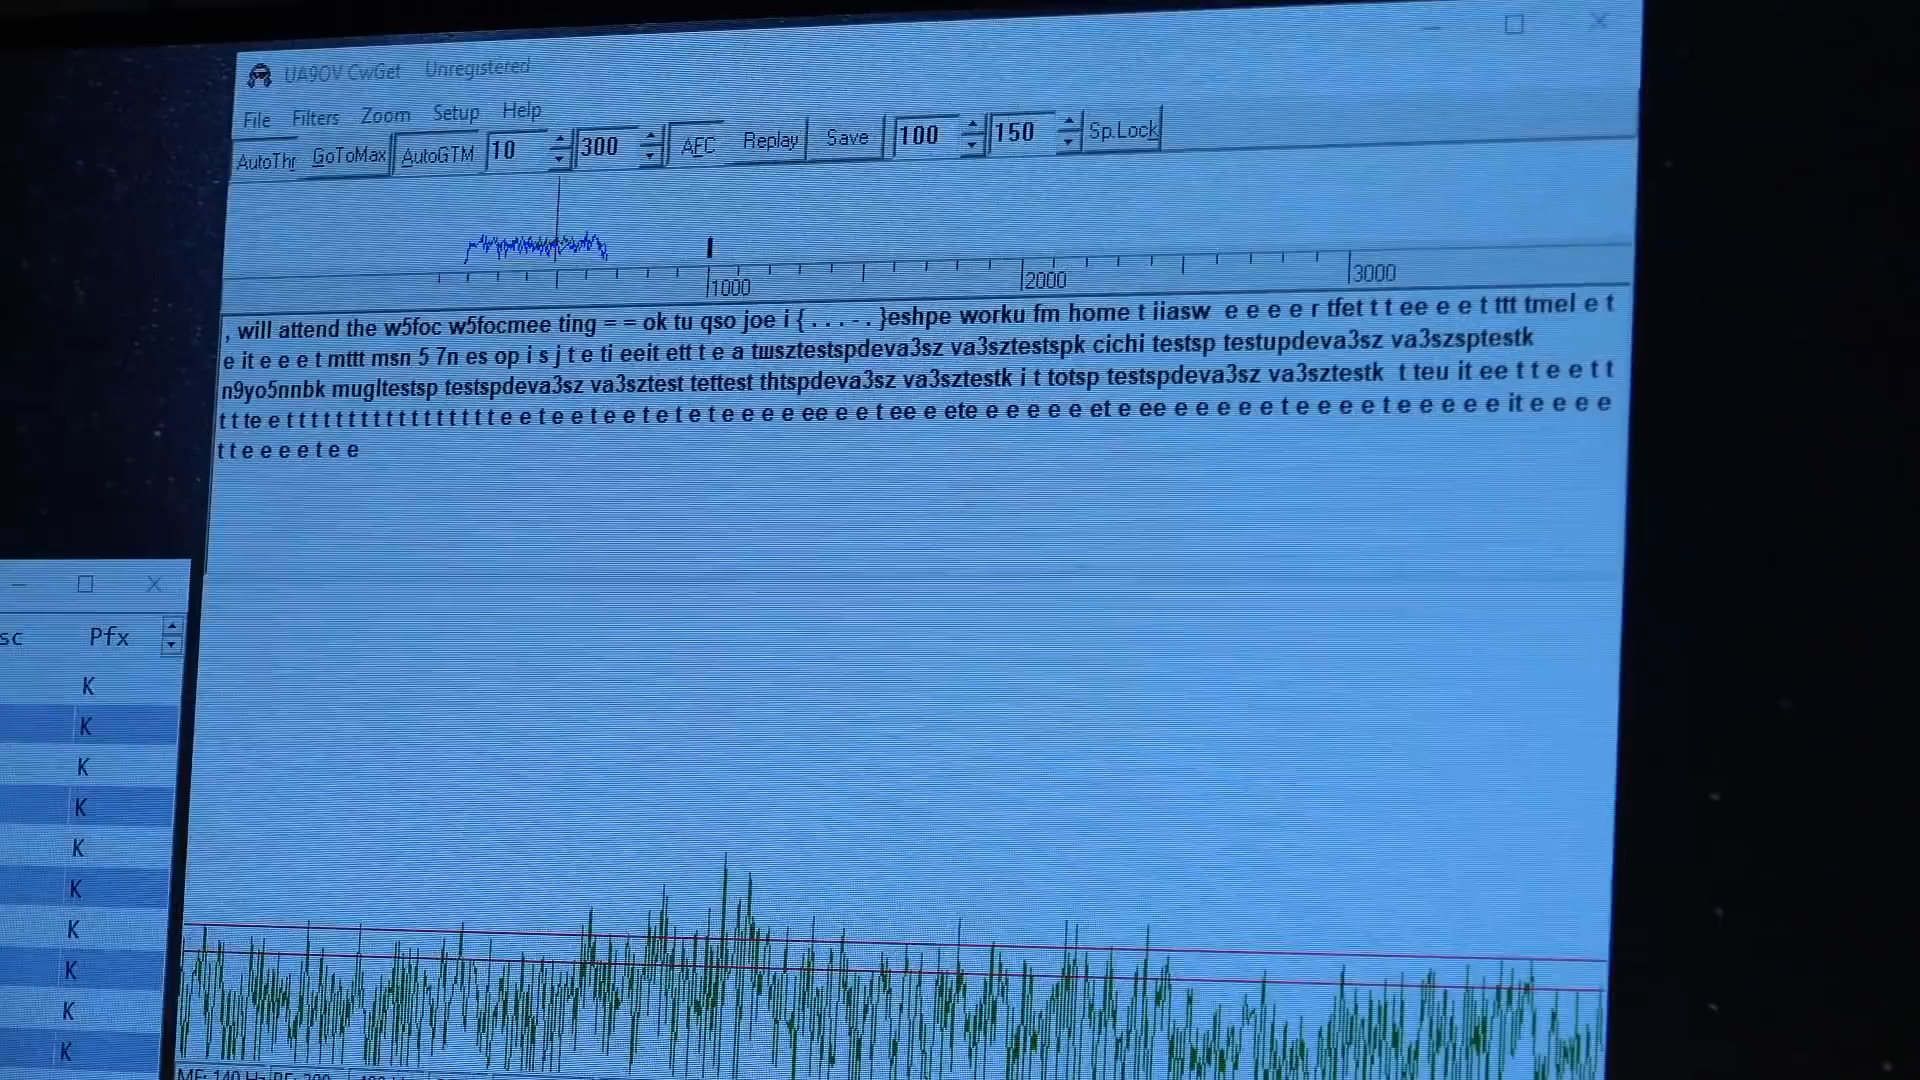 UA9OV CwGet Unregistered
File Filters Zoom Setup Help
AutoThr GoToMax AutoGTM 10 300 AFC Replay Save 100 150 Sp.Lock
1000 2000 3000
, will attend the w5foc w5focmee ting = = ok tu qso joe i { . . . - . }eshpe worku fm home t iiasw e e e e r tfet t t ee e e t ttt tmel e t
e it e e e t mttt msn 5 7n es op i s j t e ti eeit ett t e a twsztestspdeva3sz va3sztestspk cichi testsp testupdeva3sz va3szsptestk
n9yo5nnbk mugltestsp testspdeva3sz va3sztest tettest thtspdeva3sz va3sztestk i t totsp testspdeva3sz va3sztestk t teu it ee t t e e t t
t t te e t t t t t t t t t t t t t t t t t t e e t e e t e e t e t e t e t e e e e ee e e t ee e ete e e e e e et e ee e e e e e t e e e e t e e e e e it e e e e
t t e e e e t e e
sc Pfx
K
K
K
K
K
K
K
K
K
K